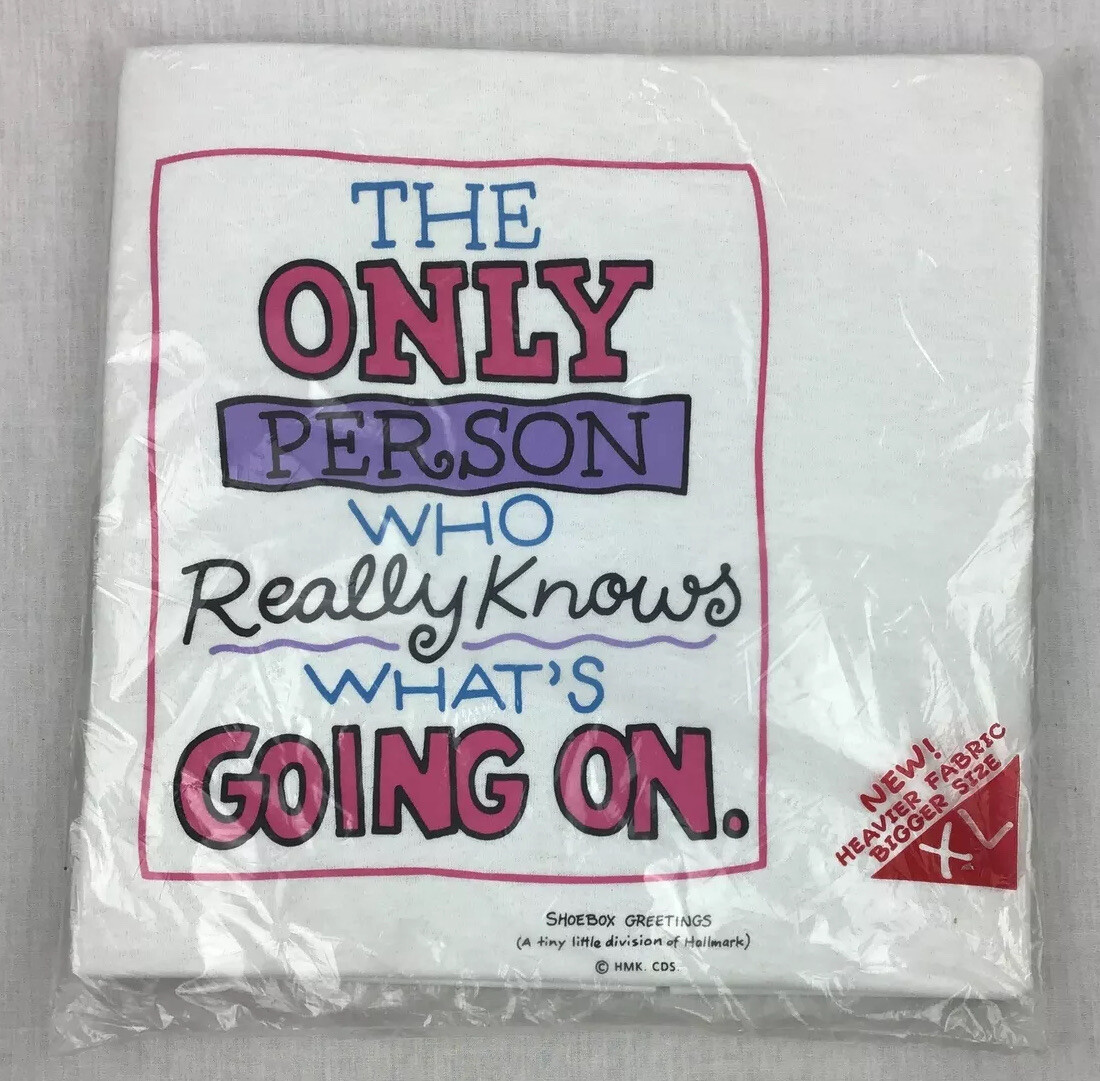 THE
ONLY
PERSON
WHO
Really Knows
WHAT'S
GOING ON.
NEW!
HEAVIER FABRIC
BIGGER SIZE
XL
SHOEBOX GREETINGS
(A tiny little division of Hallmark)
© HMK. CDS.